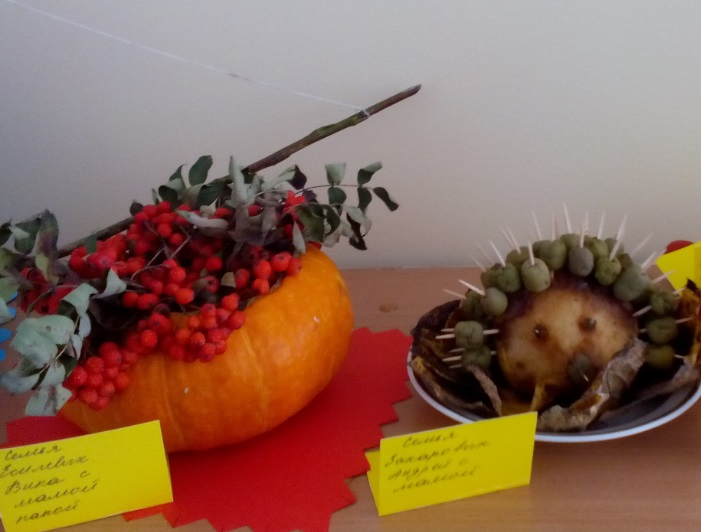 Семья
Вика с
мамой
папой
Семья
Захаровых
Андрей с
мамой